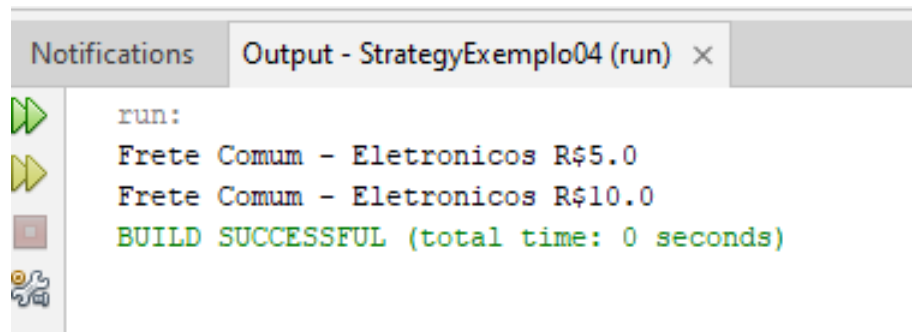 Notifications Output - StrategyExemplo04 (run) ×
run:
Frete Comum - Eletronicos R$5.0
Frete Comum - Eletronicos R$10.0
BUILD SUCCESSFUL (total time: 0 seconds)